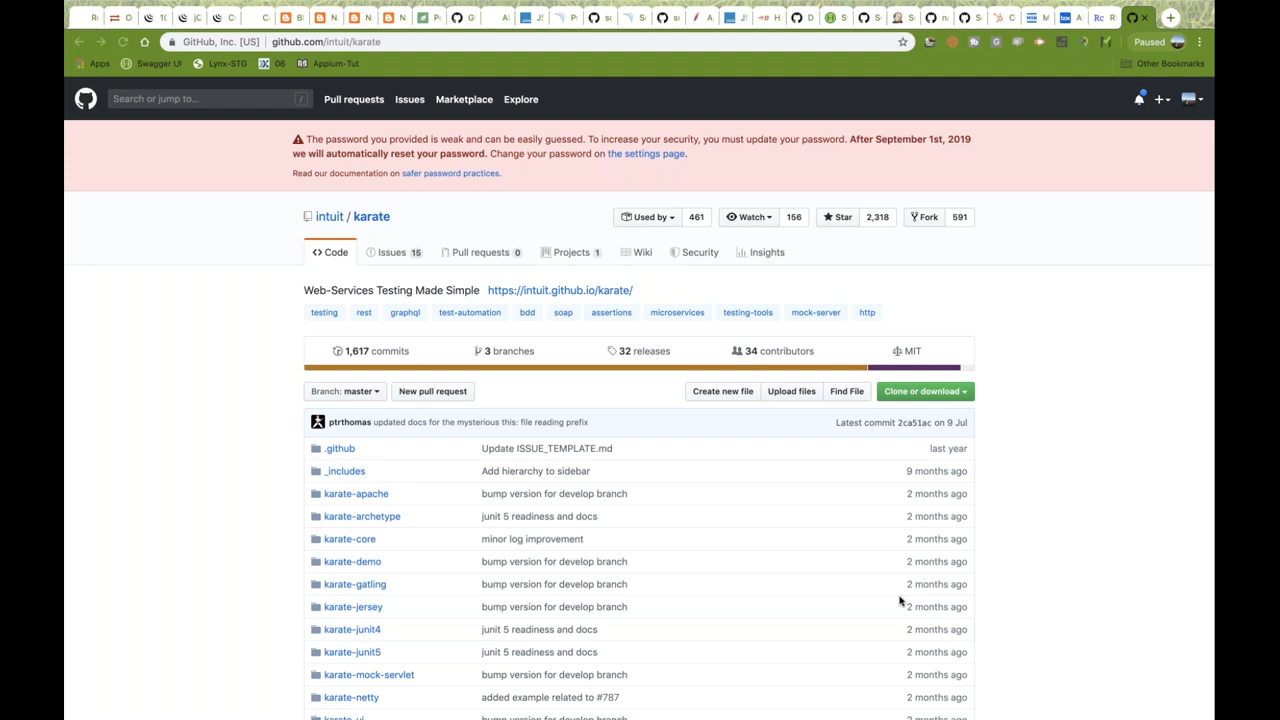 GitHub, Inc. [US] github.com/intuit/karate Paused
Apps Swagger UI Lynx-STG 06 Appium-Tut Other Bookmarks
Search or jump to... / Pull requests Issues Marketplace Explore
The password you provided is weak and can be easily guessed. To increase your security, you must update your password. After September 1st, 2019
we will automatically reset your password. Change your password on the settings page.
Read our documentation on safer password practices.
intuit / karate Used by 461 Watch 156 Star 2,318 Fork 591
Code Issues 15 Pull requests 0 Projects 1 Wiki Security Insights
Web-Services Testing Made Simple https://intuit.github.io/karate/
testing rest graphql test-automation bdd soap assertions microservices testing-tools mock-server http
1,617 commits 3 branches 32 releases 34 contributors MIT
Branch: master New pull request Create new file Upload files Find File Clone or download
ptrthomas updated docs for the mysterious this: file reading prefix Latest commit 2ca51ac on 9 Jul
.github Update ISSUE_TEMPLATE.md last year
_includes Add hierarchy to sidebar 9 months ago
karate-apache bump version for develop branch 2 months ago
karate-archetype junit 5 readiness and docs 2 months ago
karate-core minor log improvement 2 months ago
karate-demo bump version for develop branch 2 months ago
karate-gatling bump version for develop branch 2 months ago
karate-jersey bump version for develop branch 2 months ago
karate-junit4 junit 5 readiness and docs 2 months ago
karate-junit5 junit 5 readiness and docs 2 months ago
karate-mock-servlet bump version for develop branch 2 months ago
karate-netty added example related to #787 2 months ago